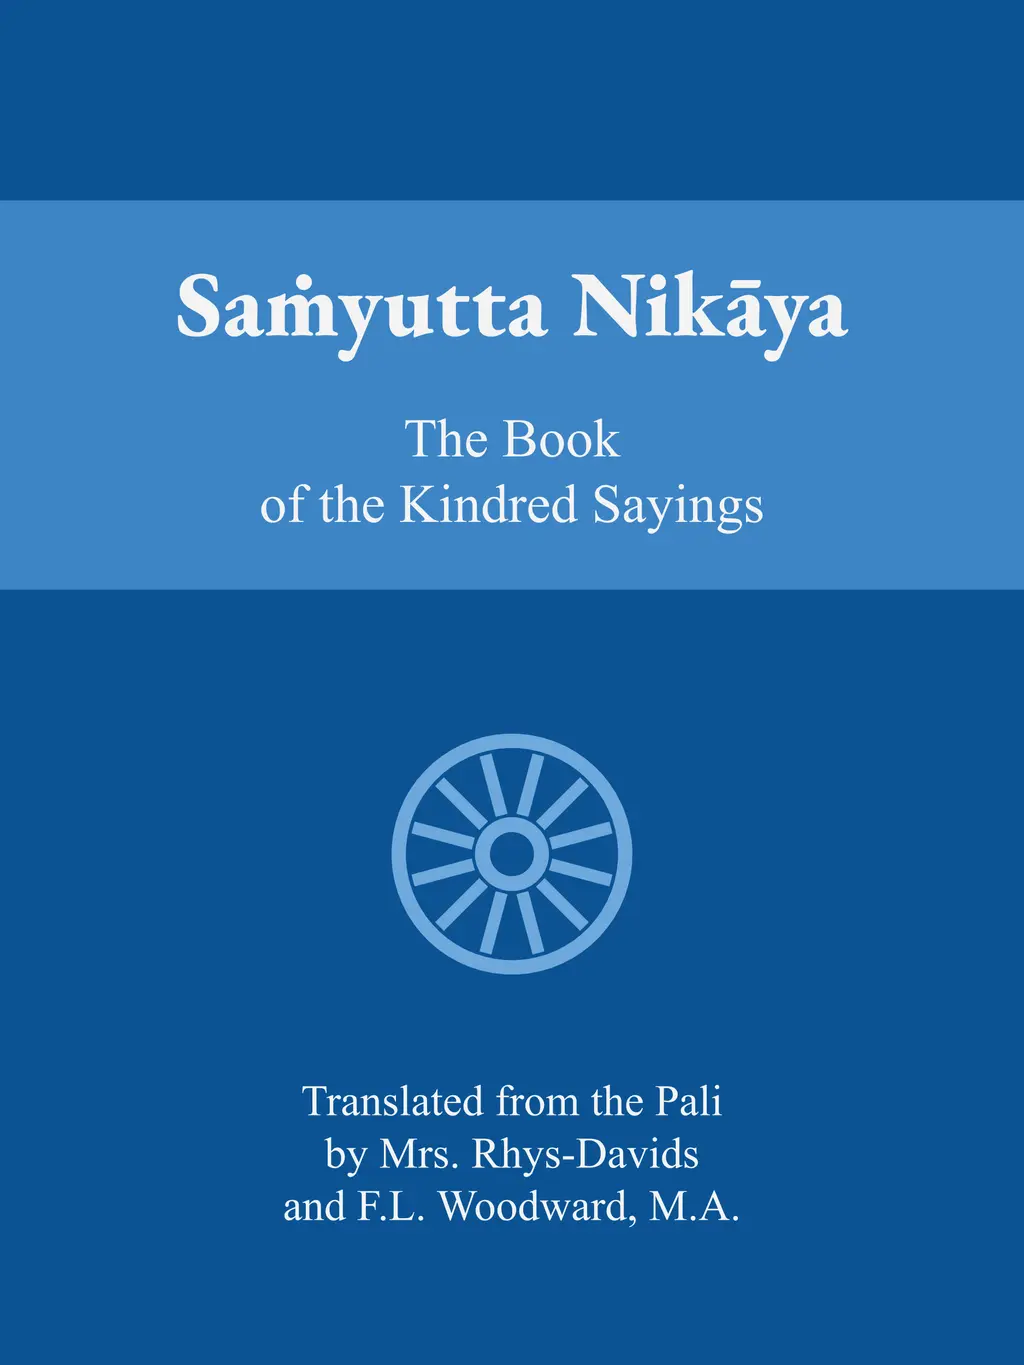 Saṁyutta Nikāya
The Book
of the Kindred Sayings
Translated from the Pali
by Mrs. Rhys-Davids
and F.L. Woodward, M.A.